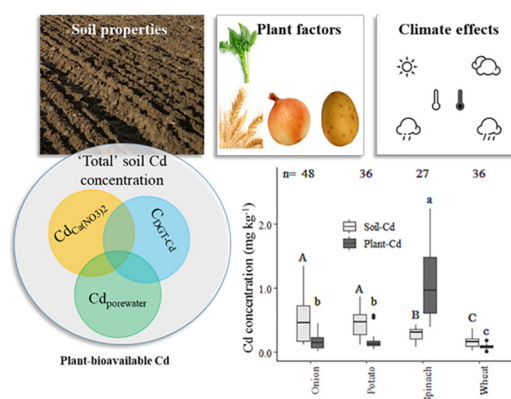 Soil properties
Plant factors
Climate effects
'Total' soil Cd
concentration
CdCa(NO3)2
CDGT-Cd
Cdporewater
Plant-bioavailable Cd
n= 48 36 27 36
Cd concentration (mg kg-1)
2.0
1.0
0.0
Soil-Cd
Plant-Cd
A b A b B a C c
Onion
Potato
Spinach
Wheat